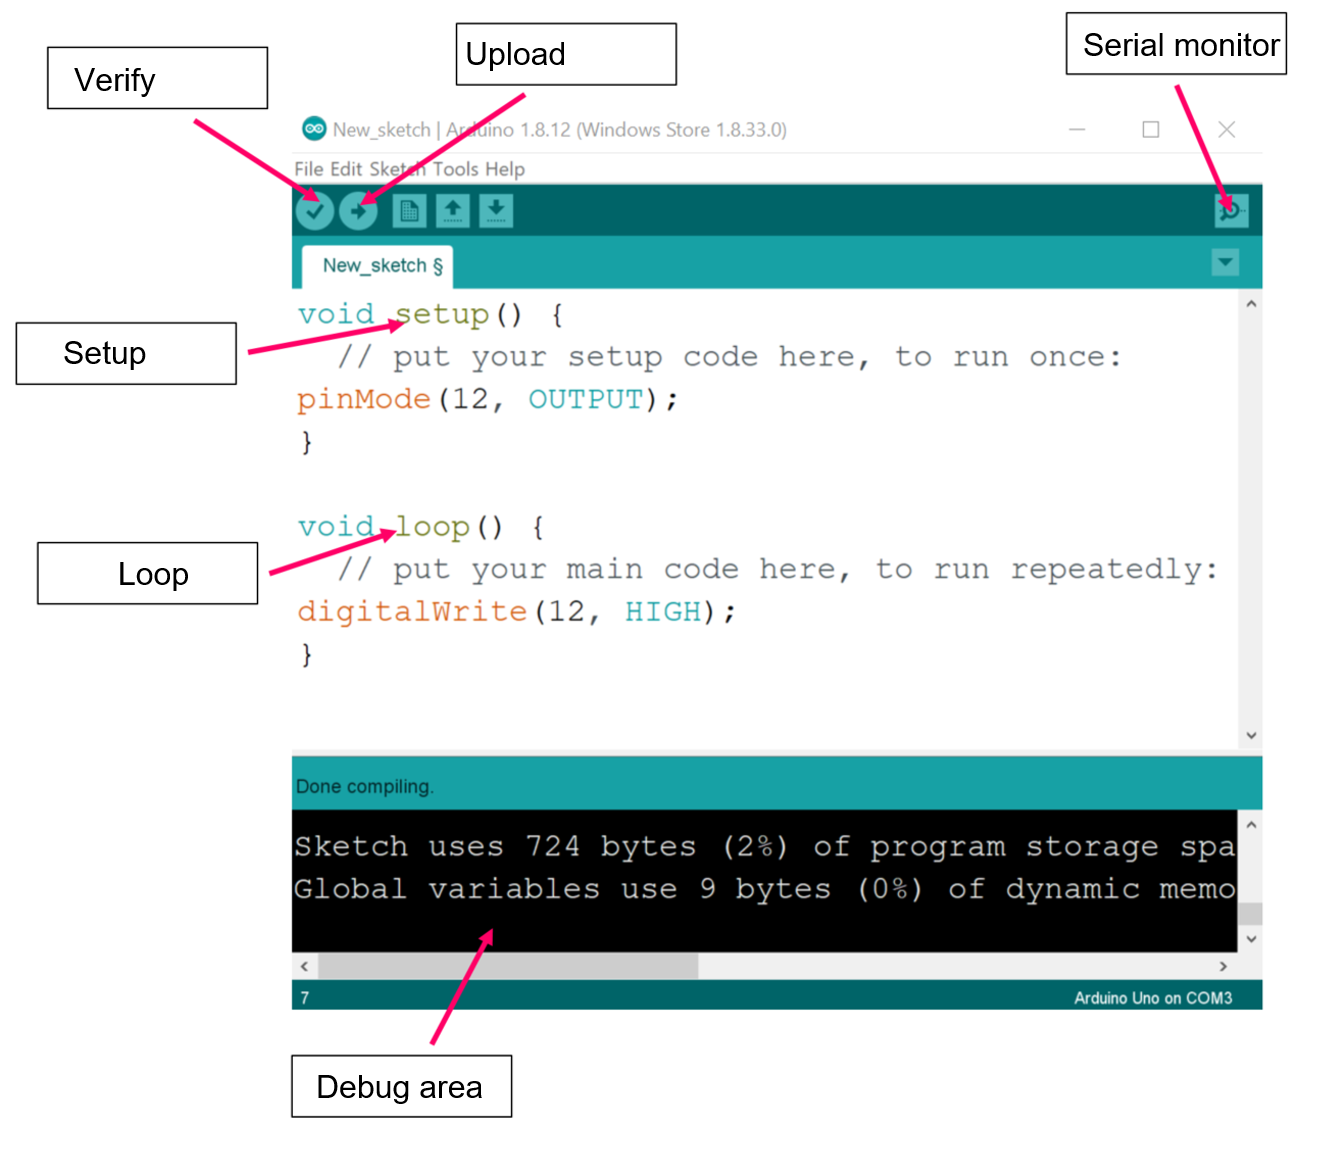 Verify
Upload
Serial monitor
New_sketch | Arduino 1.8.12 (Windows Store 1.8.33.0)
File Edit Sketch Tools Help
New_sketch §
void setup() {
// put your setup code here, to run once:
pinMode(12, OUTPUT);
}
Setup
void loop() {
// put your main code here, to run repeatedly:
digitalWrite(12, HIGH);
}
Loop
Done compiling.
Sketch uses 724 bytes (2%) of program storage spa
Global variables use 9 bytes (0%) of dynamic memo
7
Arduino Uno on COM3
Debug area